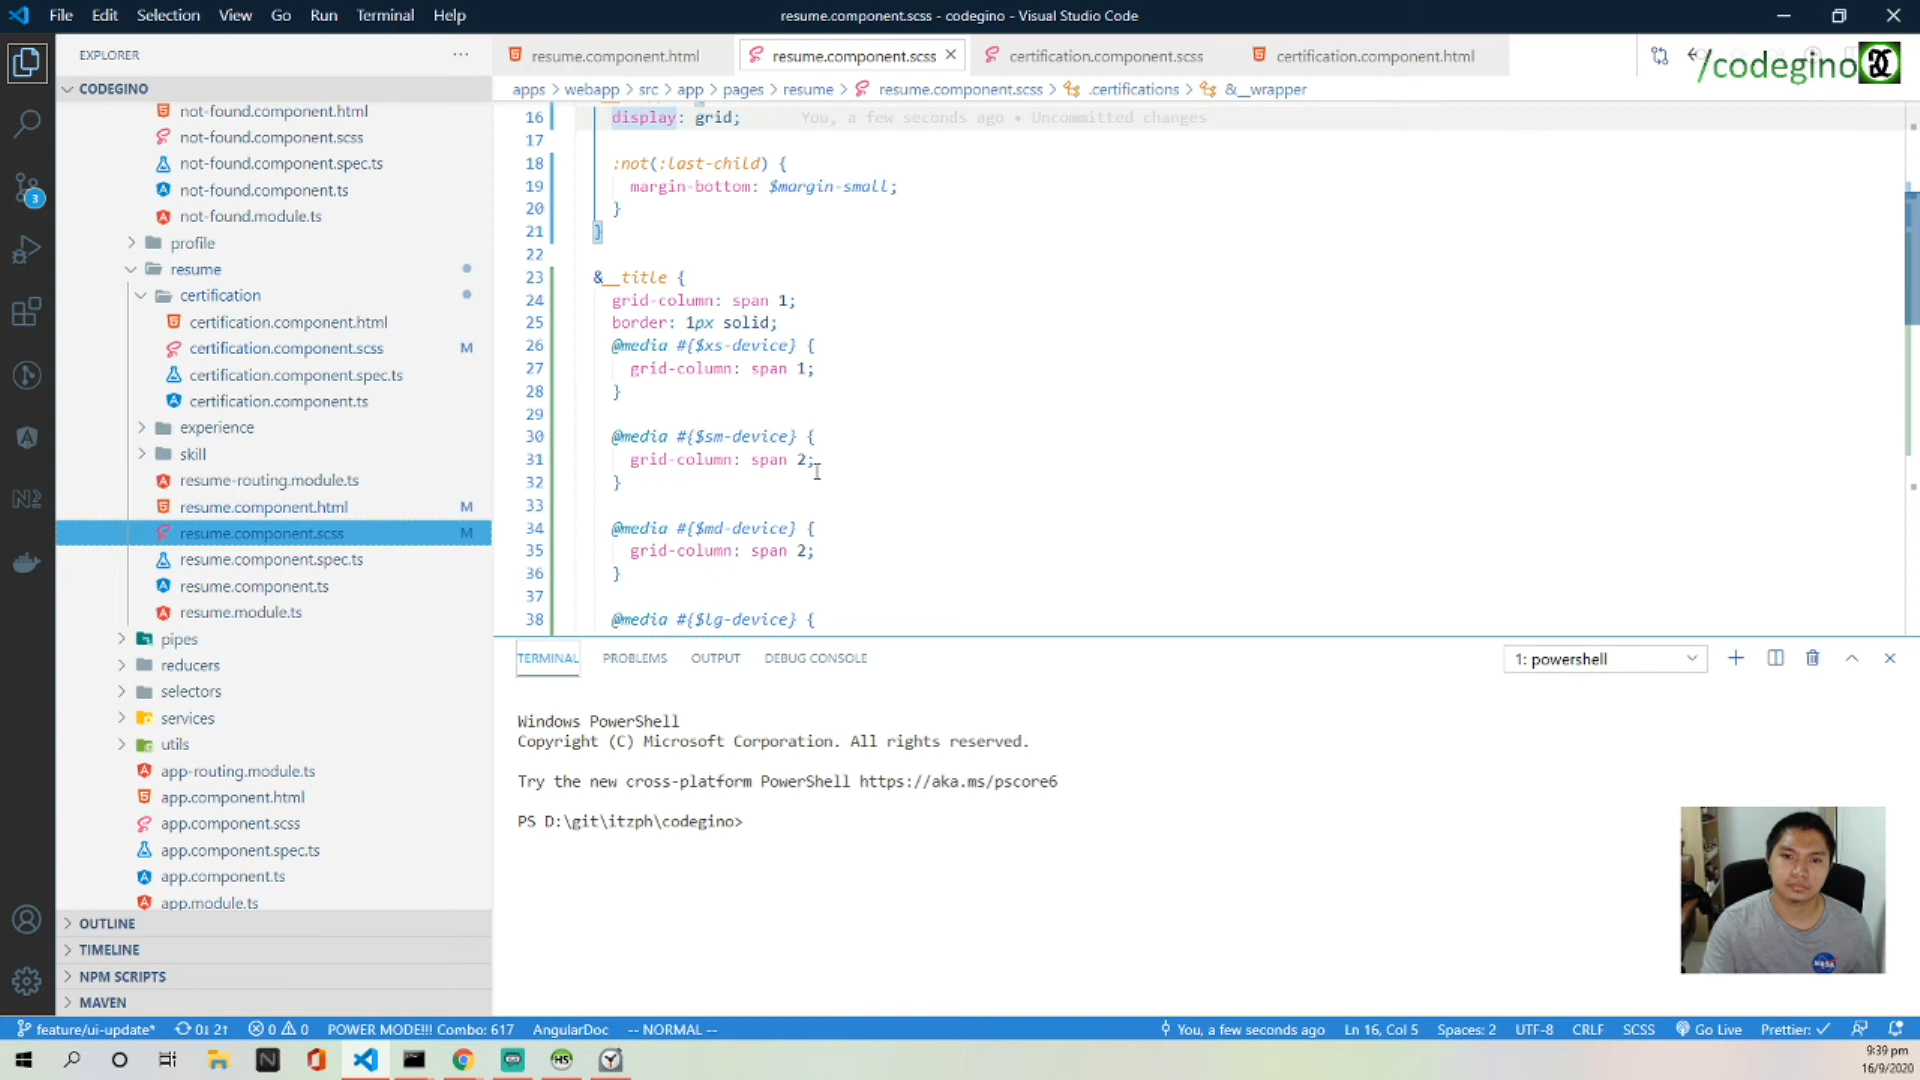 File Edit Selection View Go Run Terminal Help
resume.component.scss - codegino - Visual Studio Code
EXPLORER
CODEGINO
not-found.component.html
not-found.component.scss
not-found.component.spec.ts
not-found.component.ts
not-found.module.ts
profile
resume
certification
certification.component.html
certification.component.scss M
certification.component.spec.ts
certification.component.ts
experience
skill
resume-routing.module.ts
resume.component.html M
resume.component.scss M
resume.component.spec.ts
resume.component.ts
resume.module.ts
pipes
reducers
selectors
services
utils
app-routing.module.ts
app.component.html
app.component.scss
app.component.spec.ts
app.component.ts
app.module.ts
OUTLINE
TIMELINE
NPM SCRIPTS
MAVEN
3
resume.component.html resume.component.scss certification.component.scss certification.component.html
/codegino
apps > webapp > src > app > pages > resume > resume.component.scss > .certifications > &__wrapper
16 display: grid; You, a few seconds ago • Uncommitted changes
17
18 :not(:last-child) {
19 margin-bottom: $margin-small;
20 }
21 }
22
23 &__title {
24 grid-column: span 1;
25 border: 1px solid;
26 @media #{$xs-device} {
27 grid-column: span 1;
28 }
29
30 @media #{$sm-device} {
31 grid-column: span 2;
32 }
33
34 @media #{$md-device} {
35 grid-column: span 2;
36 }
37
38 @media #{$lg-device} {
TERMINAL PROBLEMS OUTPUT DEBUG CONSOLE
1: powershell
Windows PowerShell
Copyright (C) Microsoft Corporation. All rights reserved.
Try the new cross-platform PowerShell https://aka.ms/pscore6
PS D:\git\itzph\codegino>
NASA
feature/ui-update* 0↓ 2↑ 0 0 POWER MODE!!! Combo: 617 AngularDoc -- NORMAL -- You, a few seconds ago Ln 16, Col 5 Spaces: 2 UTF-8 CRLF SCSS Go Live Prettier: ✓
9:39 pm
16/9/2020